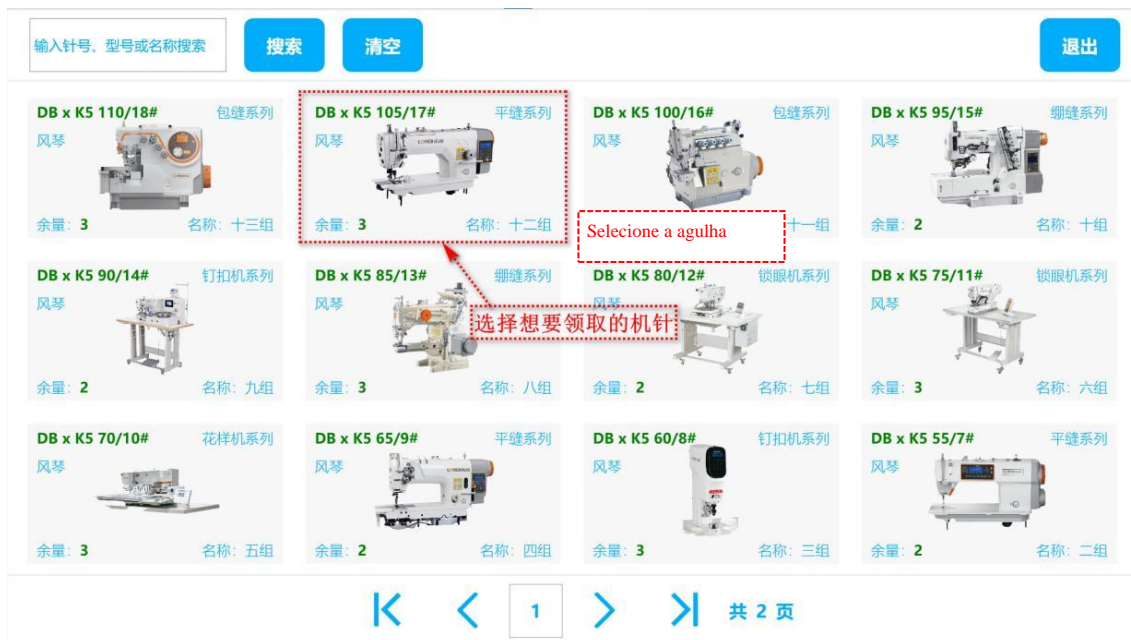 输入针号、型号或名称搜索
搜索
清空
退出
DB x K5 110/18#
包缝系列
风琴
余量: 3
名称: 十三组
DB x K5 105/17#
平缝系列
风琴
余量: 3
名称: 十二组
DB x K5 100/16#
包缝系列
风琴
十一组
DB x K5 95/15#
绷缝系列
风琴
余量: 2
名称: 十组
Selecione a agulha
DB x K5 90/14#
钉扣机系列
风琴
余量: 2
名称: 九组
DB x K5 85/13#
绷缝系列
风琴
余量: 3
名称: 八组
选择想要领取的机针
DB x K5 80/12#
锁眼机系列
风琴
余量: 2
名称: 七组
DB x K5 75/11#
锁眼机系列
风琴
余量: 3
名称: 六组
DB x K5 70/10#
花样机系列
风琴
余量: 3
名称: 五组
DB x K5 65/9#
平缝系列
风琴
余量: 2
名称: 四组
DB x K5 60/8#
钉扣机系列
风琴
余量: 3
名称: 三组
DB x K5 55/7#
平缝系列
风琴
余量: 2
名称: 二组
1
共 2 页